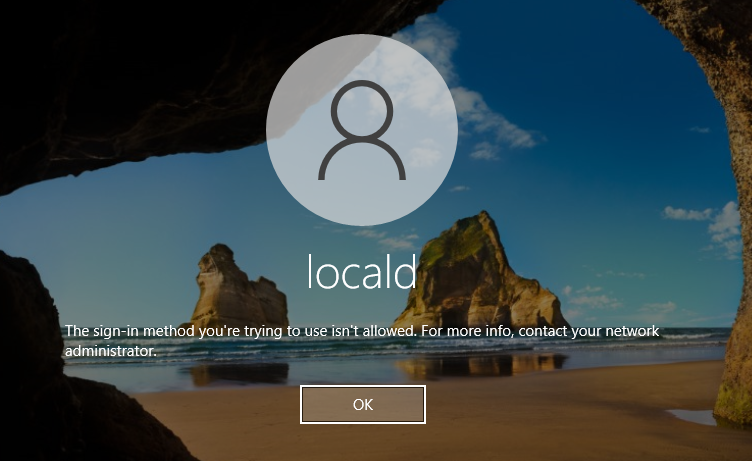 locald
The sign-in method you're trying to use isn't allowed. For more info, contact your network
administrator.
OK